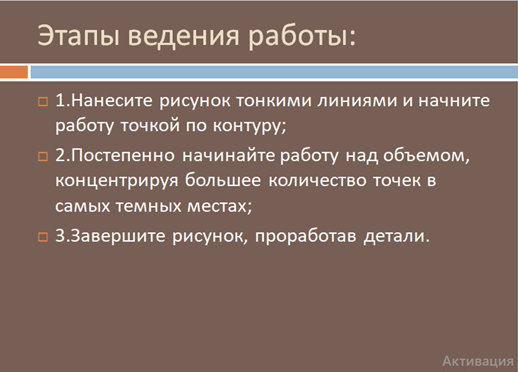 Этапы ведения работы:
1.Нанесите рисунок тонкими линиями и начните
работу точкой по контуру;
2.Постепенно начинайте работу над объемом,
концентрируя большее количество точек в
самых темных местах;
3.Завершите рисунок, проработав детали.
Активация